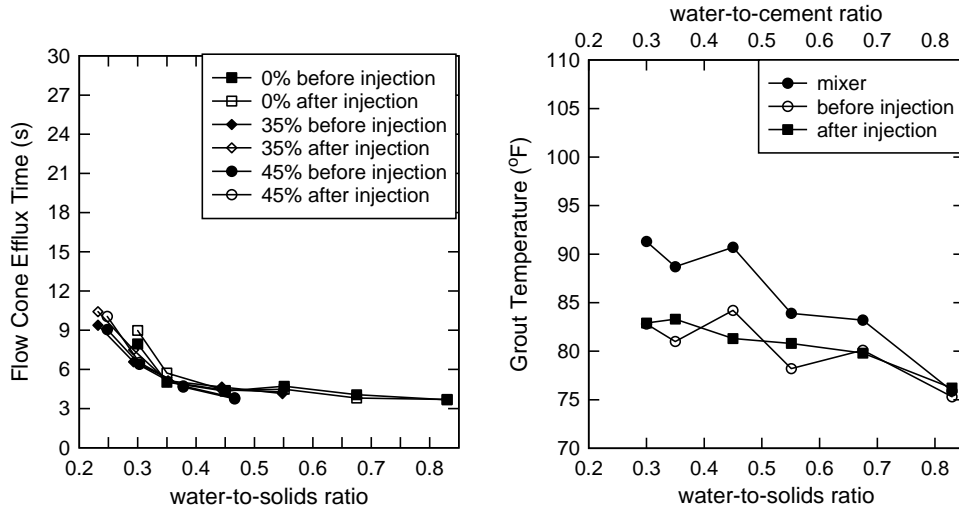 30
27
24
21
18
15
12
9
6
3
0
Flow Cone Efflux Time (s)
0% before injection
0% after injection
35% before injection
35% after injection
45% before injection
45% after injection
0.2 0.3 0.4 0.5 0.6 0.7 0.8
water-to-solids ratio
water-to-cement ratio
0.2 0.3 0.4 0.5 0.6 0.7 0.8
110
105
100
95
90
85
80
75
70
Grout Temperature (°F)
mixer
before injection
after injection
0.2 0.3 0.4 0.5 0.6 0.7 0.8
water-to-solids ratio